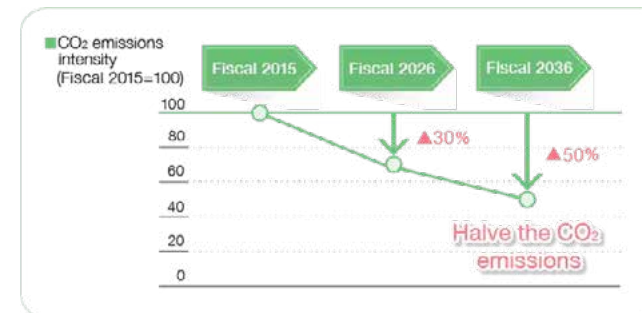 CO₂ emissions
intensity
(Fiscal 2015=100)
Fiscal 2015
Fiscal 2026
Fiscal 2036
100
80
60
40
20
0
▲30%
▲50%
Halve the CO₂
emissions